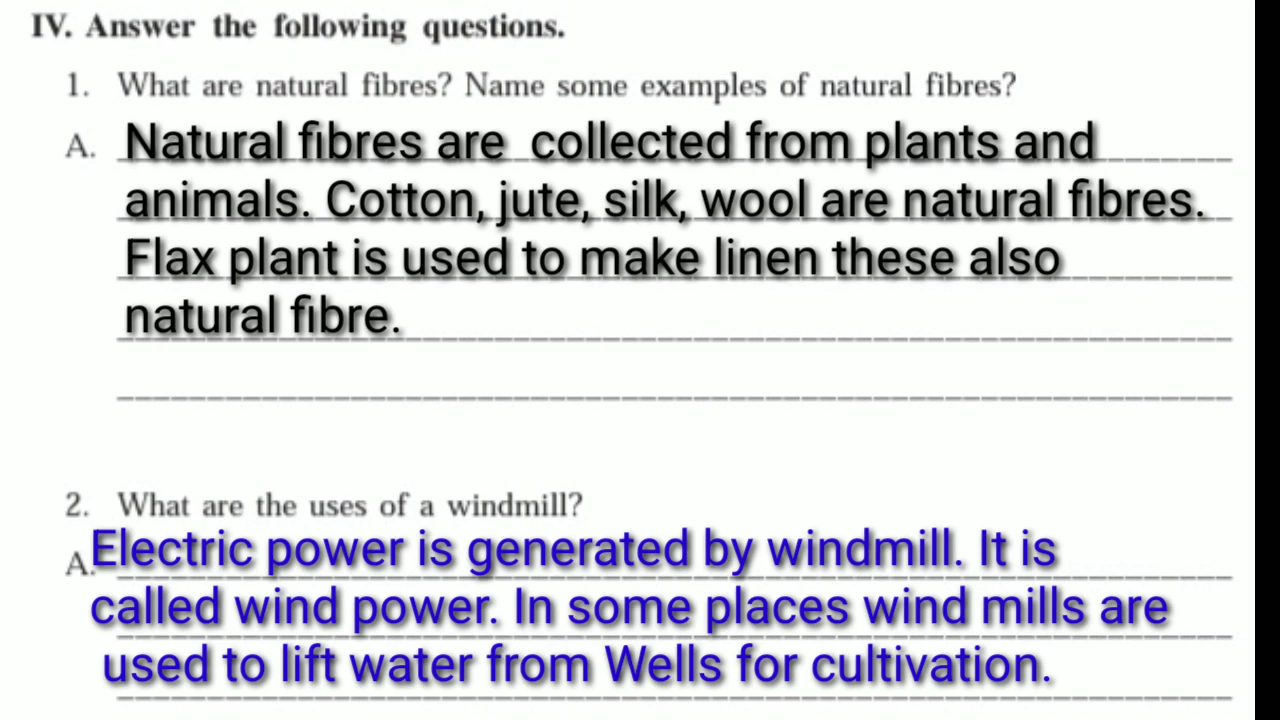 IV. Answer the following questions.
1. What are natural fibres? Name some examples of natural fibres?
A. Natural fibres are collected from plants and
animals. Cotton, jute, silk, wool are natural fibres.
Flax plant is used to make linen these also
natural fibre.
2. What are the uses of a windmill?
A. Electric power is generated by windmill. It is
called wind power. In some places wind mills are
used to lift water from Wells for cultivation.